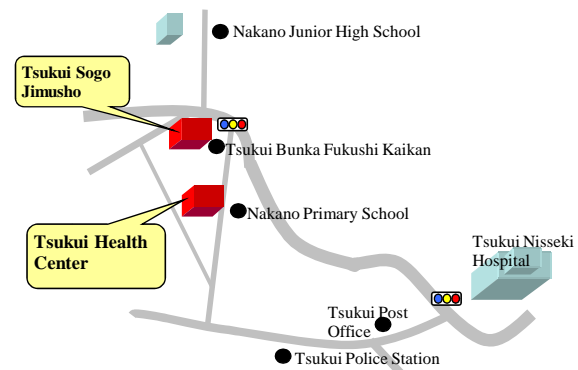 Nakano Junior High School
Tsukui Sogo
Jimusho
Tsukui Bunka Fukushi Kaikan
Nakano Primary School
Tsukui Health
Center
Tsukui Nisseki
Hospital
Tsukui Post
Office
Tsukui Police Station